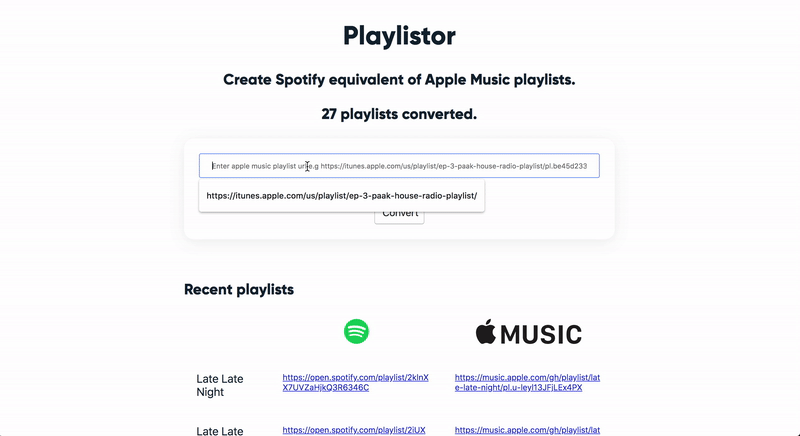 Playlistor
Create Spotify equivalent of Apple Music playlists.
27 playlists converted.
Enter apple music playlist url e.g https://itunes.apple.com/us/playlist/ep-3-paak-house-radio-playlist/pl.be45d233
https://itunes.apple.com/us/playlist/ep-3-paak-house-radio-playlist/
Convert
Recent playlists
MUSIC
Late Late
Night
https://open.spotify.com/playlist/2klnX
X7UVZaHjkQ3R6346C
https://music.apple.com/gh/playlist/lat
e-late-night/pl.u-leyl13JFjLEx4PX
Late Late
https://open.spotify.com/playlist/2iUX
https://music.apple.com/gh/playlist/lat